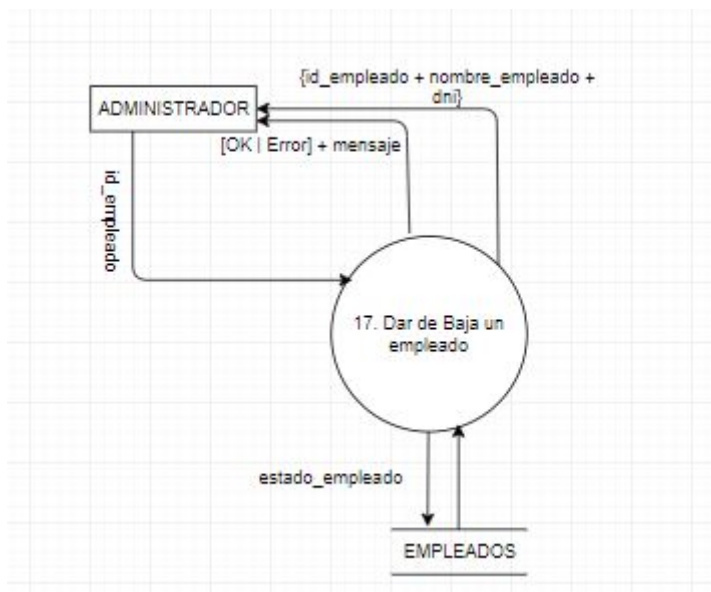 {id_empleado + nombre_empleado +
dni}
ADMINISTRADOR
[OK | Error] + mensaje
id_empleado
17. Dar de Baja un
empleado
estado_empleado
EMPLEADOS